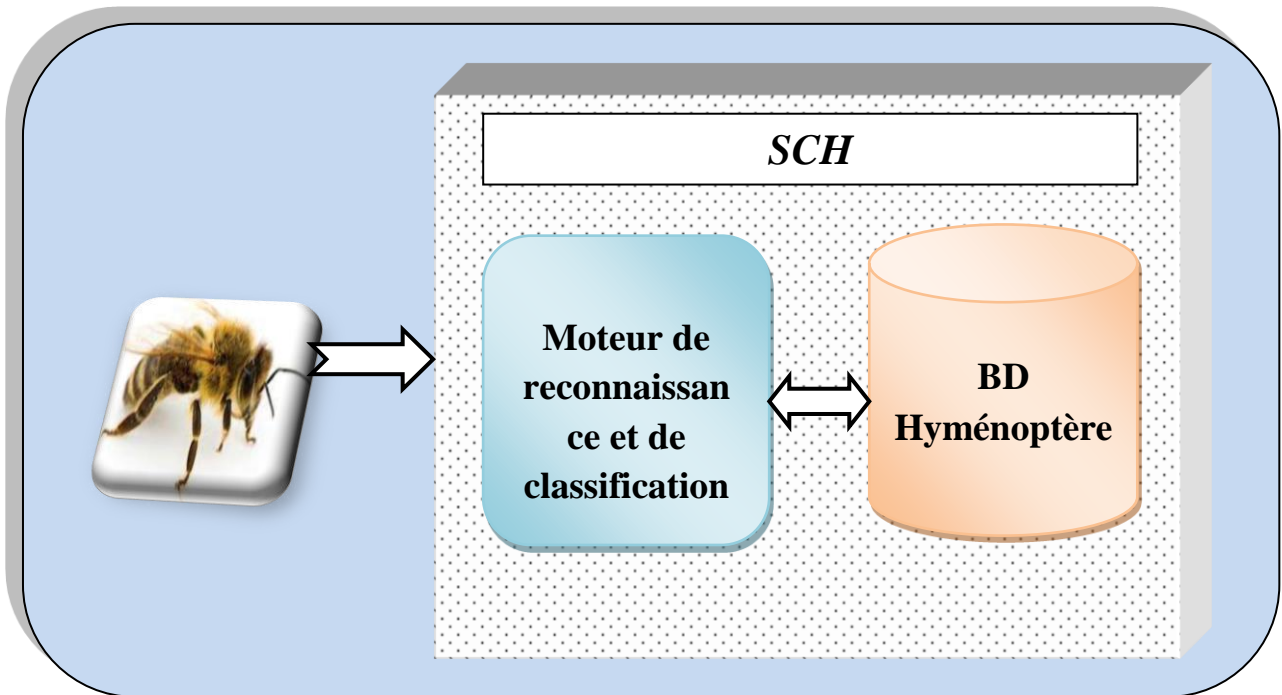 SCH
Moteur de
reconnaissan
ce et de
classification
BD
Hyménoptère